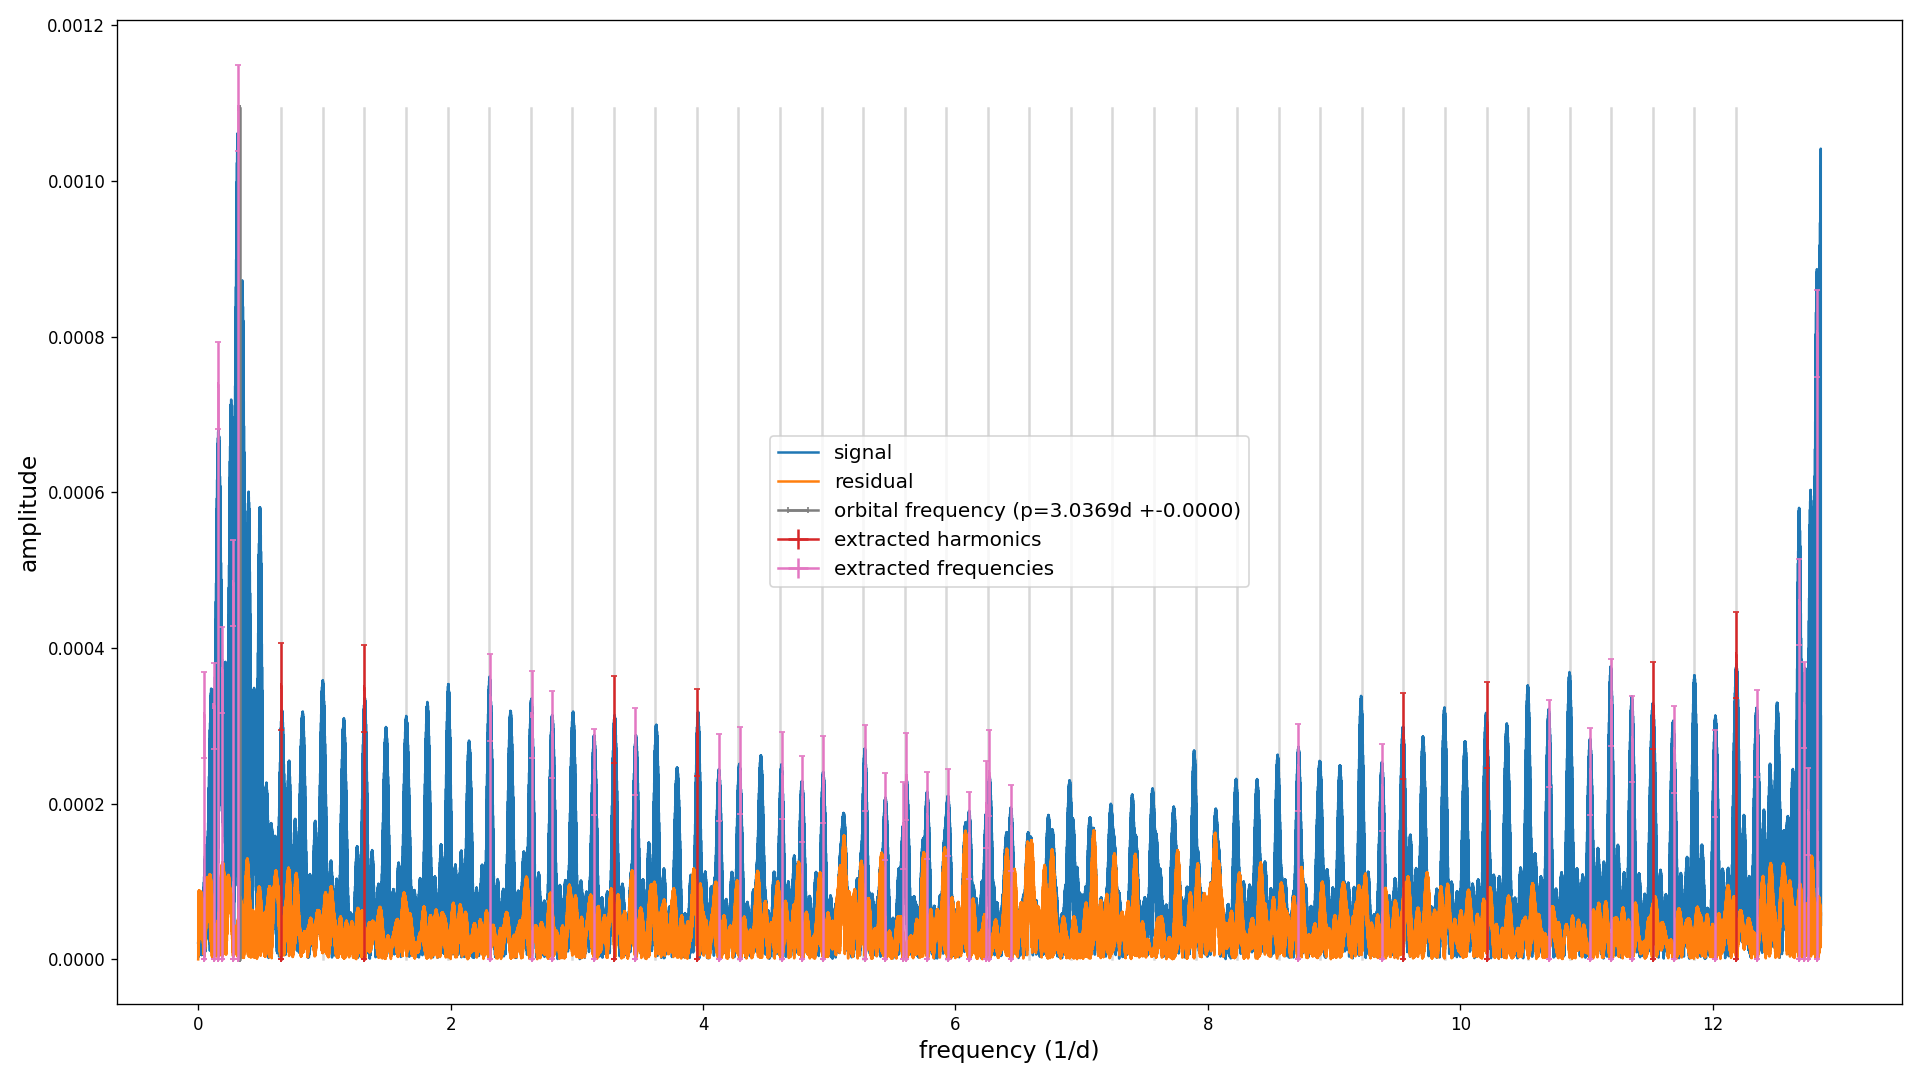 0.0012
0.0010
0.0008
0.0006
0.0004
0.0002
0.0000
amplitude
signal
residual
orbital frequency (p=3.0369d +-0.0000)
extracted harmonics
extracted frequencies
0 2 4 6 8 10 12
frequency (1/d)